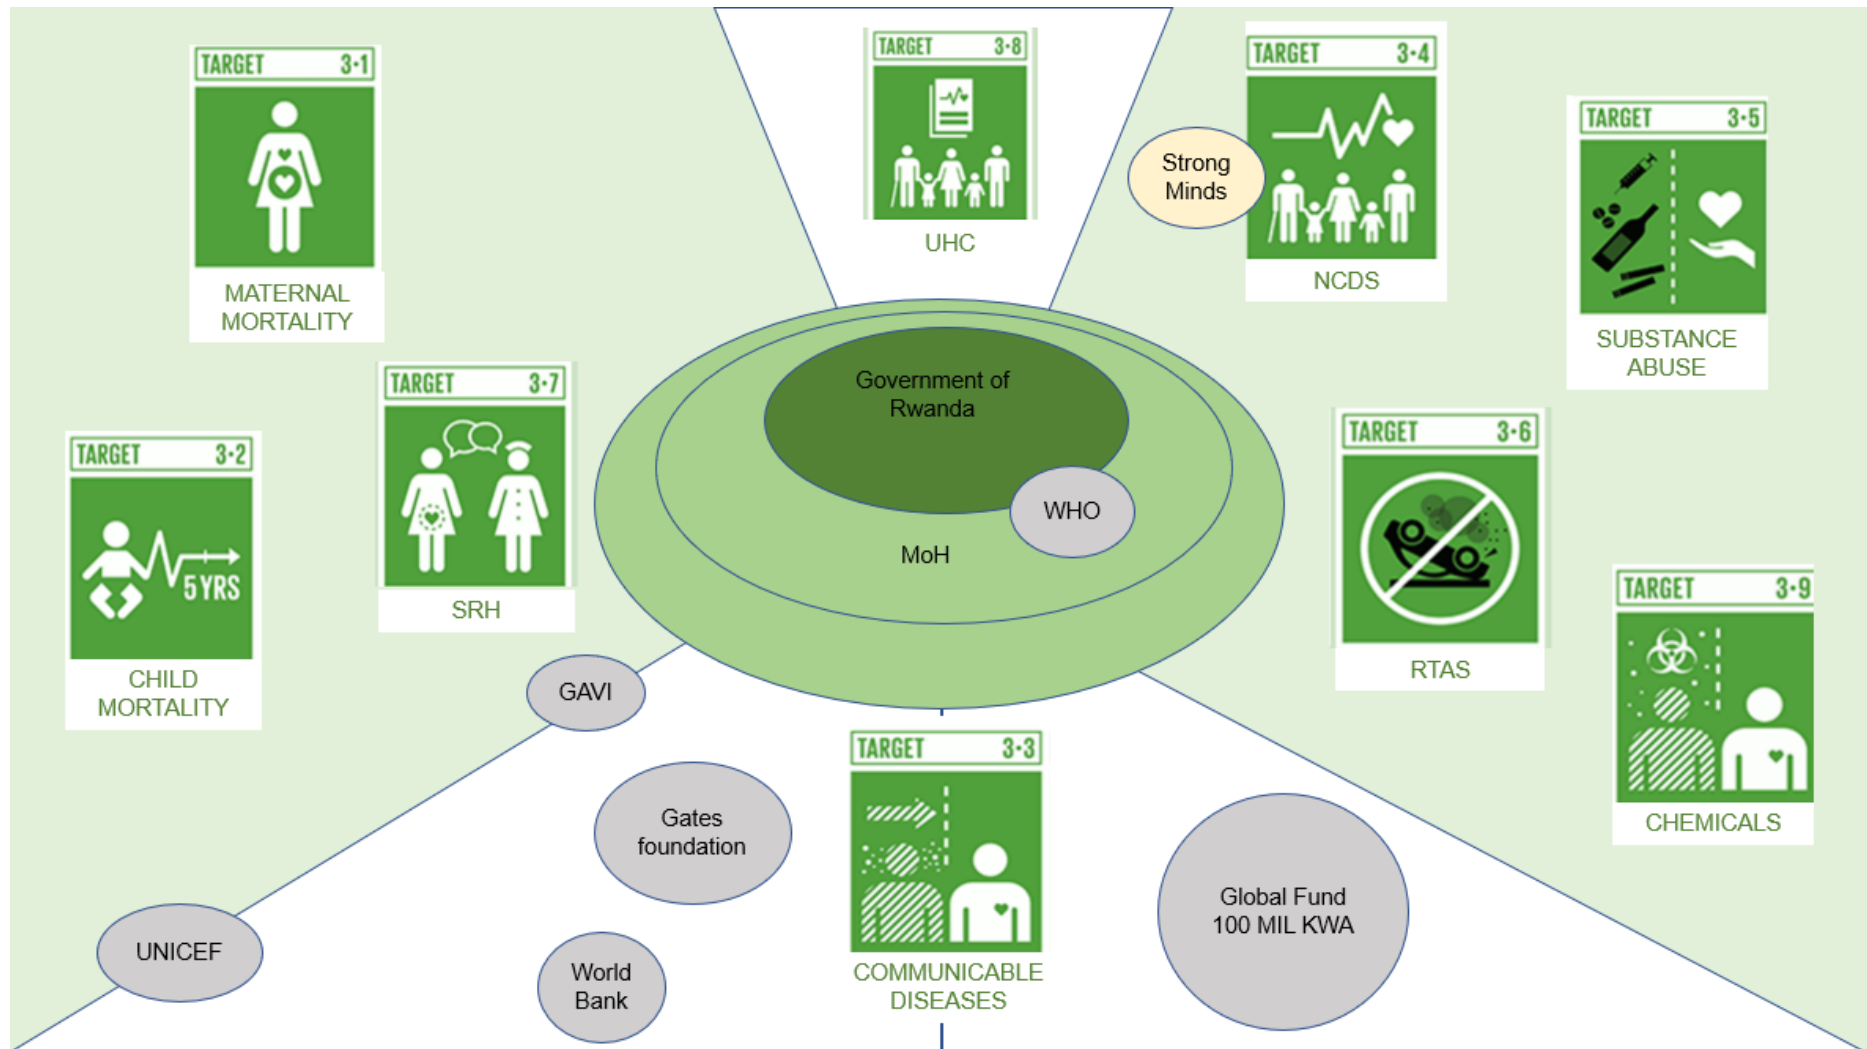 TARGET 3·1
MATERNAL
MORTALITY
TARGET 3·8
UHC
TARGET 3·4
NCDS
Strong
Minds
TARGET 3·5
SUBSTANCE
ABUSE
TARGET 3·2
5 YRS
CHILD
MORTALITY
TARGET 3·7
SRH
Government of
Rwanda
WHO
MoH
TARGET 3·6
RTAS
TARGET 3·9
CHEMICALS
GAVI
Gates
foundation
UNICEF
World
Bank
TARGET 3·3
COMMUNICABLE
DISEASES
Global Fund
100 MIL KWA